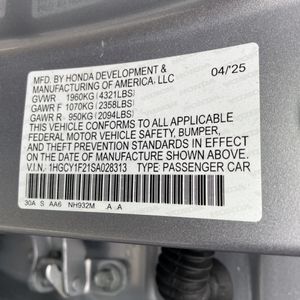 MFD. BY HONDA DEVELOPMENT &
MANUFACTURING OF AMERICA, LLC 04/'25
GVWR 1960KG (4321LBS)
GAWR F 1070KG (2358LBS)
GAWR R 950KG (2094LBS)
THIS VEHICLE CONFORMS TO ALL APPLICABLE
FEDERAL MOTOR VEHICLE SAFETY, BUMPER,
AND THEFT PREVENTION STANDARDS IN EFFECT
ON THE DATE OF MANUFACTURE SHOWN ABOVE.
V.I.N. 1HGCY1F21SA028313 TYPE PASSENGER CAR
30A S AA6 NH932M A A